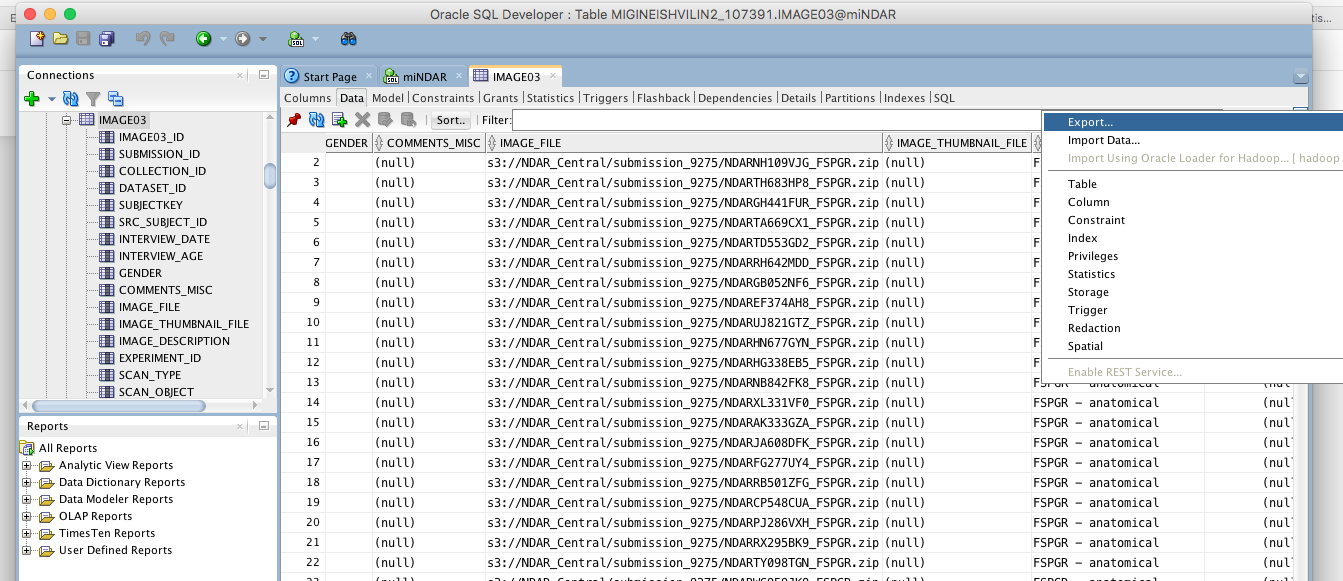 Oracle SQL Developer : Table MIGINEISHVILIN2_107391.IMAGE03@miNDAR
Connections
IMAGE03
IMAGE03_ID
SUBMISSION_ID
COLLECTION_ID
DATASET_ID
SUBJECTKEY
SRC_SUBJECT_ID
INTERVIEW_DATE
INTERVIEW_AGE
GENDER
COMMENTS_MISC
IMAGE_FILE
IMAGE_THUMBNAIL_FILE
IMAGE_DESCRIPTION
EXPERIMENT_ID
SCAN_TYPE
SCAN_OBJECT
Reports
All Reports
Analytic View Reports
Data Dictionary Reports
Data Modeler Reports
OLAP Reports
TimesTen Reports
User Defined Reports
Start Page miNDAR IMAGE03
Columns Data Model Constraints Grants Statistics Triggers Flashback Dependencies Details Partitions Indexes SQL
Sort.. Filter:
GENDER COMMENTS_MISC IMAGE_FILE IMAGE_THUMBNAIL_FILE
2 (null) s3://NDAR_Central/submission_9275/NDARNH109VJG_FSPGR.zip (null) F
3 (null) s3://NDAR_Central/submission_9275/NDARTH683HP8_FSPGR.zip (null) F
4 (null) s3://NDAR_Central/submission_9275/NDARGH441FUR_FSPGR.zip (null) F
5 (null) s3://NDAR_Central/submission_9275/NDARTA669CX1_FSPGR.zip (null) F
6 (null) s3://NDAR_Central/submission_9275/NDARTD553GD2_FSPGR.zip (null) F
7 (null) s3://NDAR_Central/submission_9275/NDARRH642MDD_FSPGR.zip (null) F
8 (null) s3://NDAR_Central/submission_9275/NDARGB052NF6_FSPGR.zip (null) F
9 (null) s3://NDAR_Central/submission_9275/NDAREF374AH8_FSPGR.zip (null) F
10 (null) s3://NDAR_Central/submission_9275/NDARUJ821GTZ_FSPGR.zip (null) F
11 (null) s3://NDAR_Central/submission_9275/NDARHN677GYN_FSPGR.zip (null) F
12 (null) s3://NDAR_Central/submission_9275/NDARHG338EB5_FSPGR.zip (null) F
13 (null) s3://NDAR_Central/submission_9275/NDARNB842FK8_FSPGR.zip (null) FSPGR - anatomical (null
14 (null) s3://NDAR_Central/submission_9275/NDARXL331VF0_FSPGR.zip (null) FSPGR - anatomical (null
15 (null) s3://NDAR_Central/submission_9275/NDARAK333GZA_FSPGR.zip (null) FSPGR - anatomical (null
16 (null) s3://NDAR_Central/submission_9275/NDARJA608DFK_FSPGR.zip (null) FSPGR - anatomical (null
17 (null) s3://NDAR_Central/submission_9275/NDARFG277UY4_FSPGR.zip (null) FSPGR - anatomical (null
18 (null) s3://NDAR_Central/submission_9275/NDARRB501ZFG_FSPGR.zip (null) FSPGR - anatomical (null
19 (null) s3://NDAR_Central/submission_9275/NDARCP548CUA_FSPGR.zip (null) FSPGR - anatomical (null
20 (null) s3://NDAR_Central/submission_9275/NDARPJ286VXH_FSPGR.zip (null) FSPGR - anatomical (null
21 (null) s3://NDAR_Central/submission_9275/NDARRX295BK9_FSPGR.zip (null) FSPGR - anatomical (null
22 (null) s3://NDAR_Central/submission_9275/NDARTY098TGN_FSPGR.zip (null) FSPGR - anatomical (null
Export...
Import Data...
Import Using Oracle Loader for Hadoop... [ hadoop
Table
Column
Constraint
Index
Privileges
Statistics
Storage
Trigger
Redaction
Spatial
Enable REST Service...